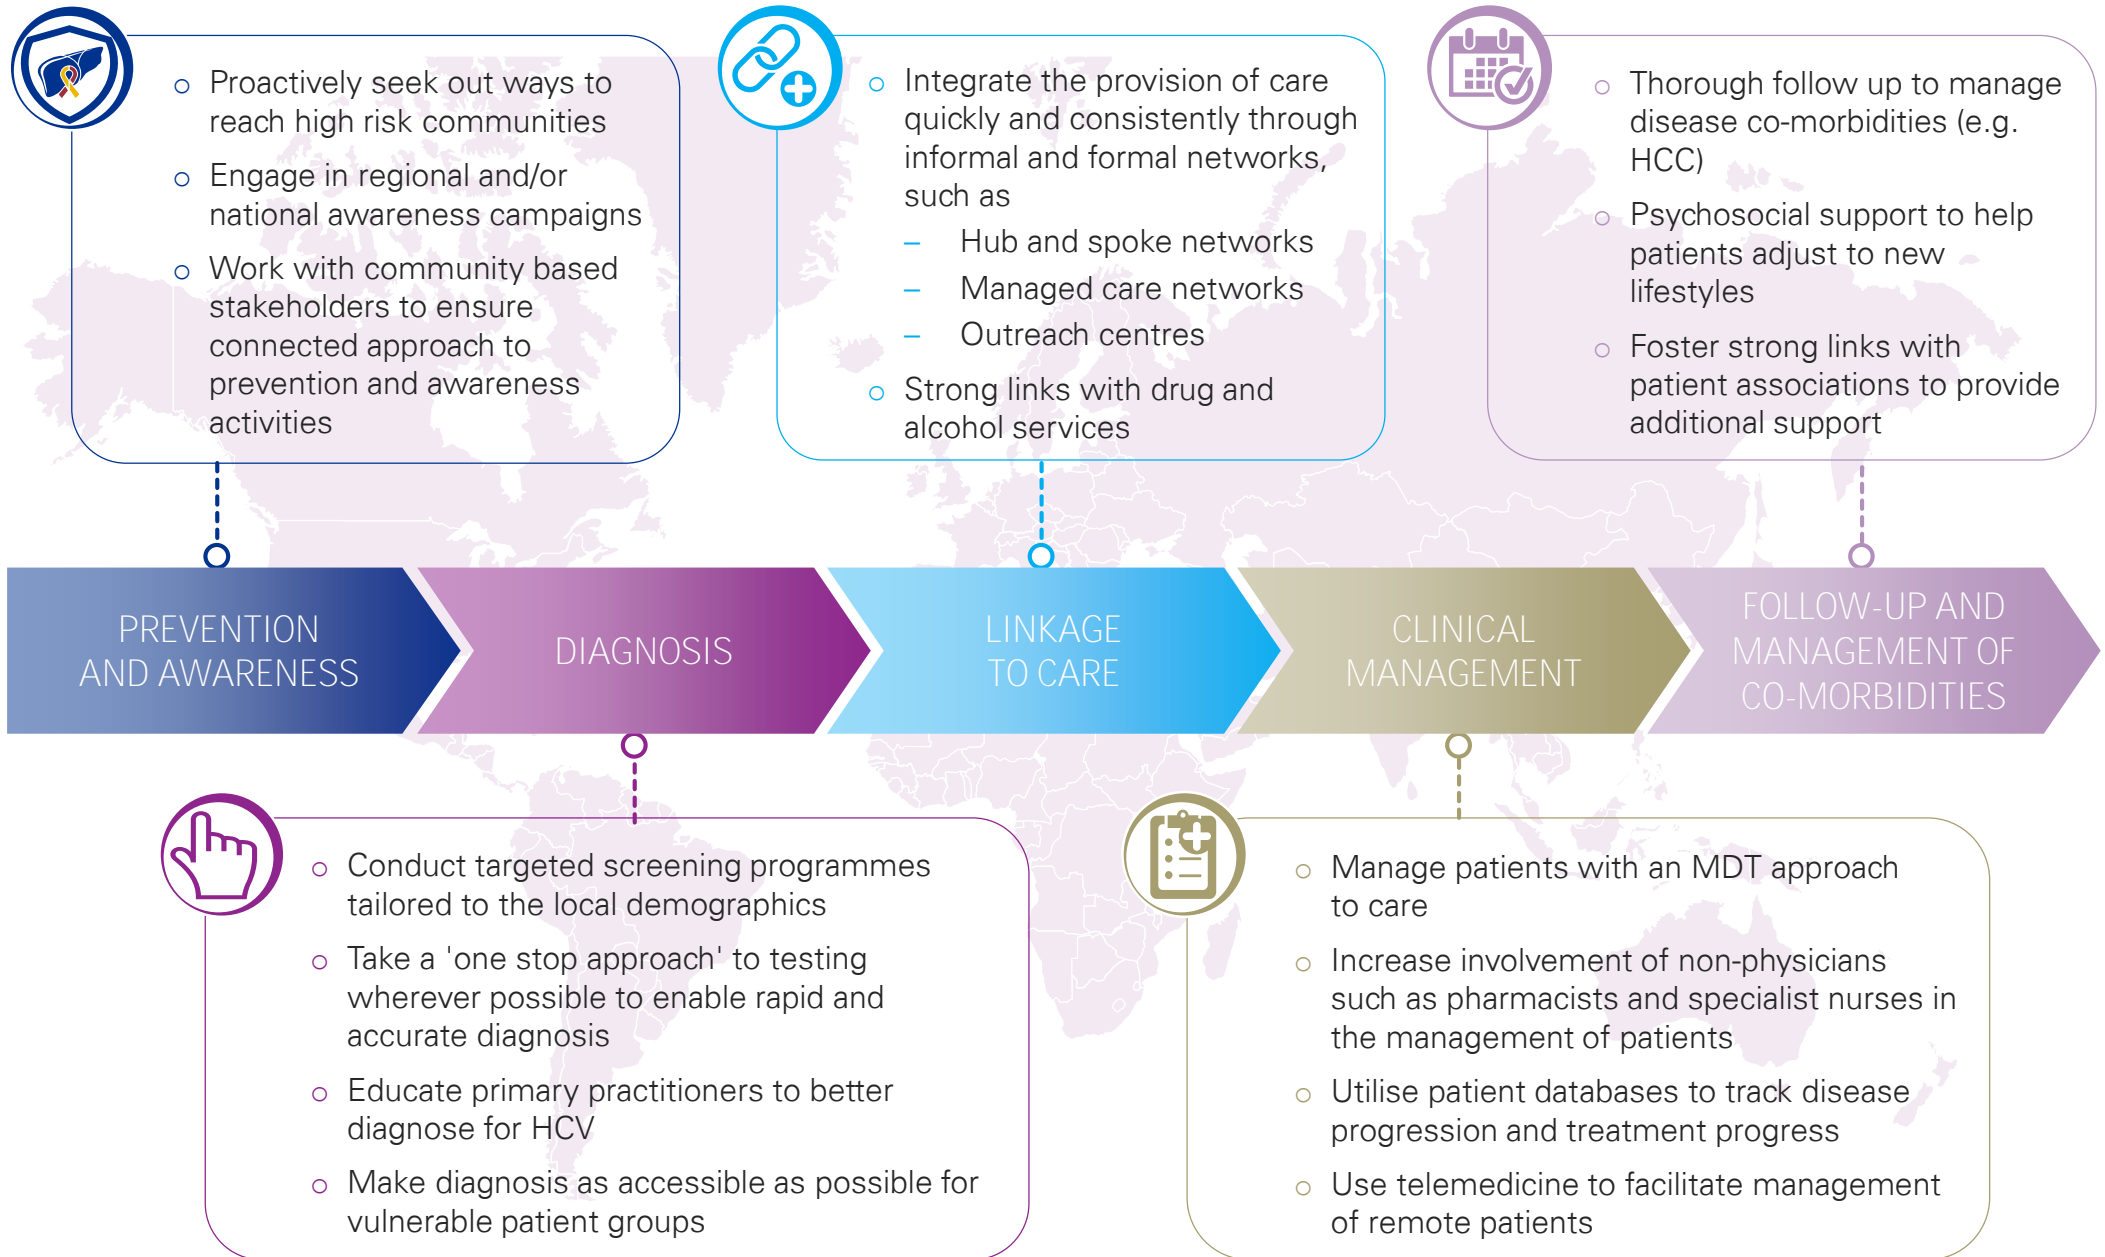 ○ Proactively seek out ways to
reach high risk communities
○ Engage in regional and/or
national awareness campaigns
○ Work with community based
stakeholders to ensure
connected approach to
prevention and awareness
activities
○ Integrate the provision of care
quickly and consistently through
informal and formal networks,
such as
– Hub and spoke networks
– Managed care networks
– Outreach centres
○ Strong links with drug and
alcohol services
○ Thorough follow up to manage
disease co-morbidities (e.g.
HCC)
○ Psychosocial support to help
patients adjust to new
lifestyles
○ Foster strong links with
patient associations to provide
additional support
PREVENTION
AND AWARENESS
DIAGNOSIS
LINKAGE
TO CARE
CLINICAL
MANAGEMENT
FOLLOW-UP AND
MANAGEMENT OF
CO-MORBIDITIES
○ Conduct targeted screening programmes
tailored to the local demographics
○ Take a 'one stop approach' to testing
wherever possible to enable rapid and
accurate diagnosis
○ Educate primary practitioners to better
diagnose for HCV
○ Make diagnosis as accessible as possible for
vulnerable patient groups
○ Manage patients with an MDT approach
to care
○ Increase involvement of non-physicians
such as pharmacists and specialist nurses in
the management of patients
○ Utilise patient databases to track disease
progression and treatment progress
○ Use telemedicine to facilitate management
of remote patients